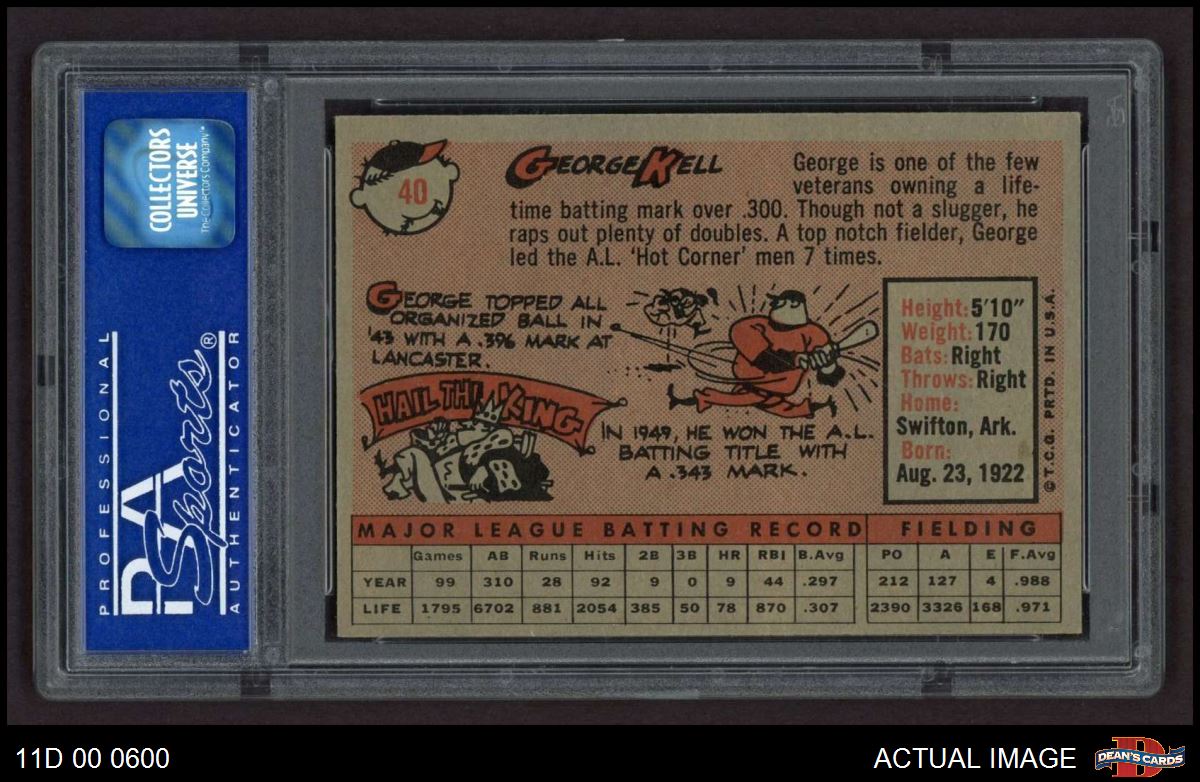 COLLECTORS
UNIVERSE
The Collectors Company™
PROFESSIONAL
PSA
Sports®
AUTHENTICATOR
40
GEORGE KELL
George is one of the few
veterans owning a life-
time batting mark over .300. Though not a slugger, he
raps out plenty of doubles. A top notch fielder, George
led the A.L. 'Hot Corner' men 7 times.
GEORGE TOPPED ALL
ORGANIZED BALL IN
'43 WITH A .396 MARK AT
LANCASTER.
HAIL THE KING
IN 1949, HE WON THE A.L.
BATTING TITLE WITH
A .343 MARK.
Height: 5'10"
Weight: 170
Bats: Right
Throws: Right
Home:
Swifton, Ark.
Born:
Aug. 23, 1922
© T.C.G. PRTD. IN U.S.A.
MAJOR LEAGUE BATTING RECORD FIELDING
Games AB Runs Hits 2B 3B HR RBI B.Avg PO A E F.Avg
YEAR 99 310 28 92 9 0 9 44 .297 212 127 4 .988
LIFE 1795 6702 881 2054 385 50 78 870 .307 2390 3326 168 .971
11D 00 0600
ACTUAL IMAGE
D
DEAN'S CARDS